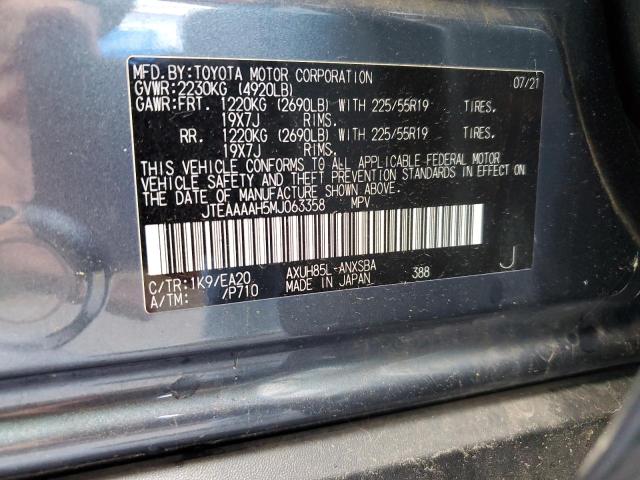 MFD. BY:TOYOTA MOTOR CORPORATION 07/21
GVWR:2230KG (4920LB)
GAWR:FRT. 1220KG (2690LB) WITH 225/55R19 TIRES,
19X7J RIMS.
RR. 1220KG (2690LB) WITH 225/55R19 TIRES,
19X7J RIMS.
THIS VEHICLE CONFORMS TO ALL APPLICABLE FEDERAL MOTOR
VEHICLE SAFETY AND THEFT PREVENTION STANDARDS IN EFFECT ON
THE DATE OF MANUFACTURE SHOWN ABOVE.
JTEAAAAH5MJ063358 MPV
C/TR:1K9/EA20 AXUH85L-ANXSBA 388 J
A/TM: /P710 MADE IN JAPAN